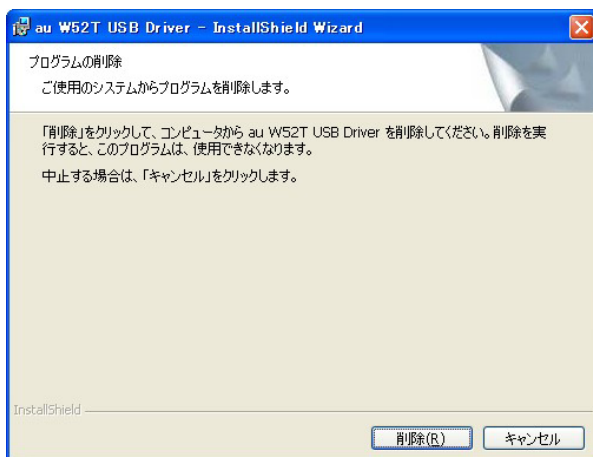 au W52T USB Driver - InstallShield Wizard
プログラムの削除
ご使用のシステムからプログラムを削除します。
「削除」をクリックして、コンピュータから au W52T USB Driver を削除してください。削除を実
行すると、このプログラムは、使用できなくなります。
中止する場合は、「キャンセル」をクリックします。
InstallShield
削除(R)
キャンセル